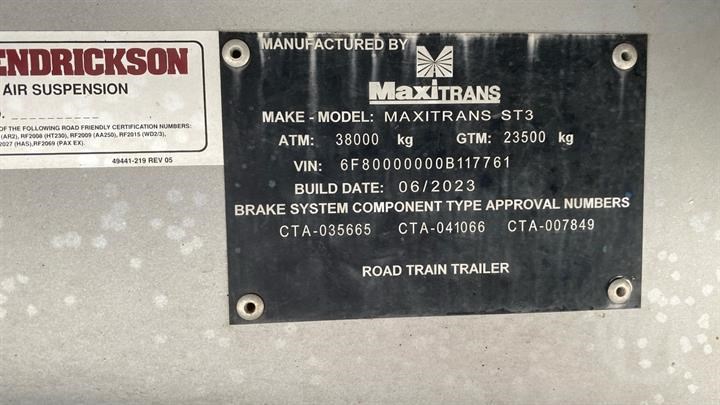 ENDRICKSON
AIR SUSPENSION
OF THE FOLLOWING ROAD FRIENDLY CERTIFICATION NUMBERS:
(AR2), RF2008 (HT230), RF2009 (AA250), RF2015 (WD2/3),
2027 (HAS),RF2069 (PAX EX).
49441-219 REV 05
MANUFACTURED BY
MaxiTRANS
MAKE - MODEL: MAXITRANS ST3
ATM: 38000 kg GTM: 23500 kg
VIN: 6F80000000B117761
BUILD DATE: 06/2023
BRAKE SYSTEM COMPONENT TYPE APPROVAL NUMBERS
CTA-035665 CTA-041066 CTA-007849
ROAD TRAIN TRAILER